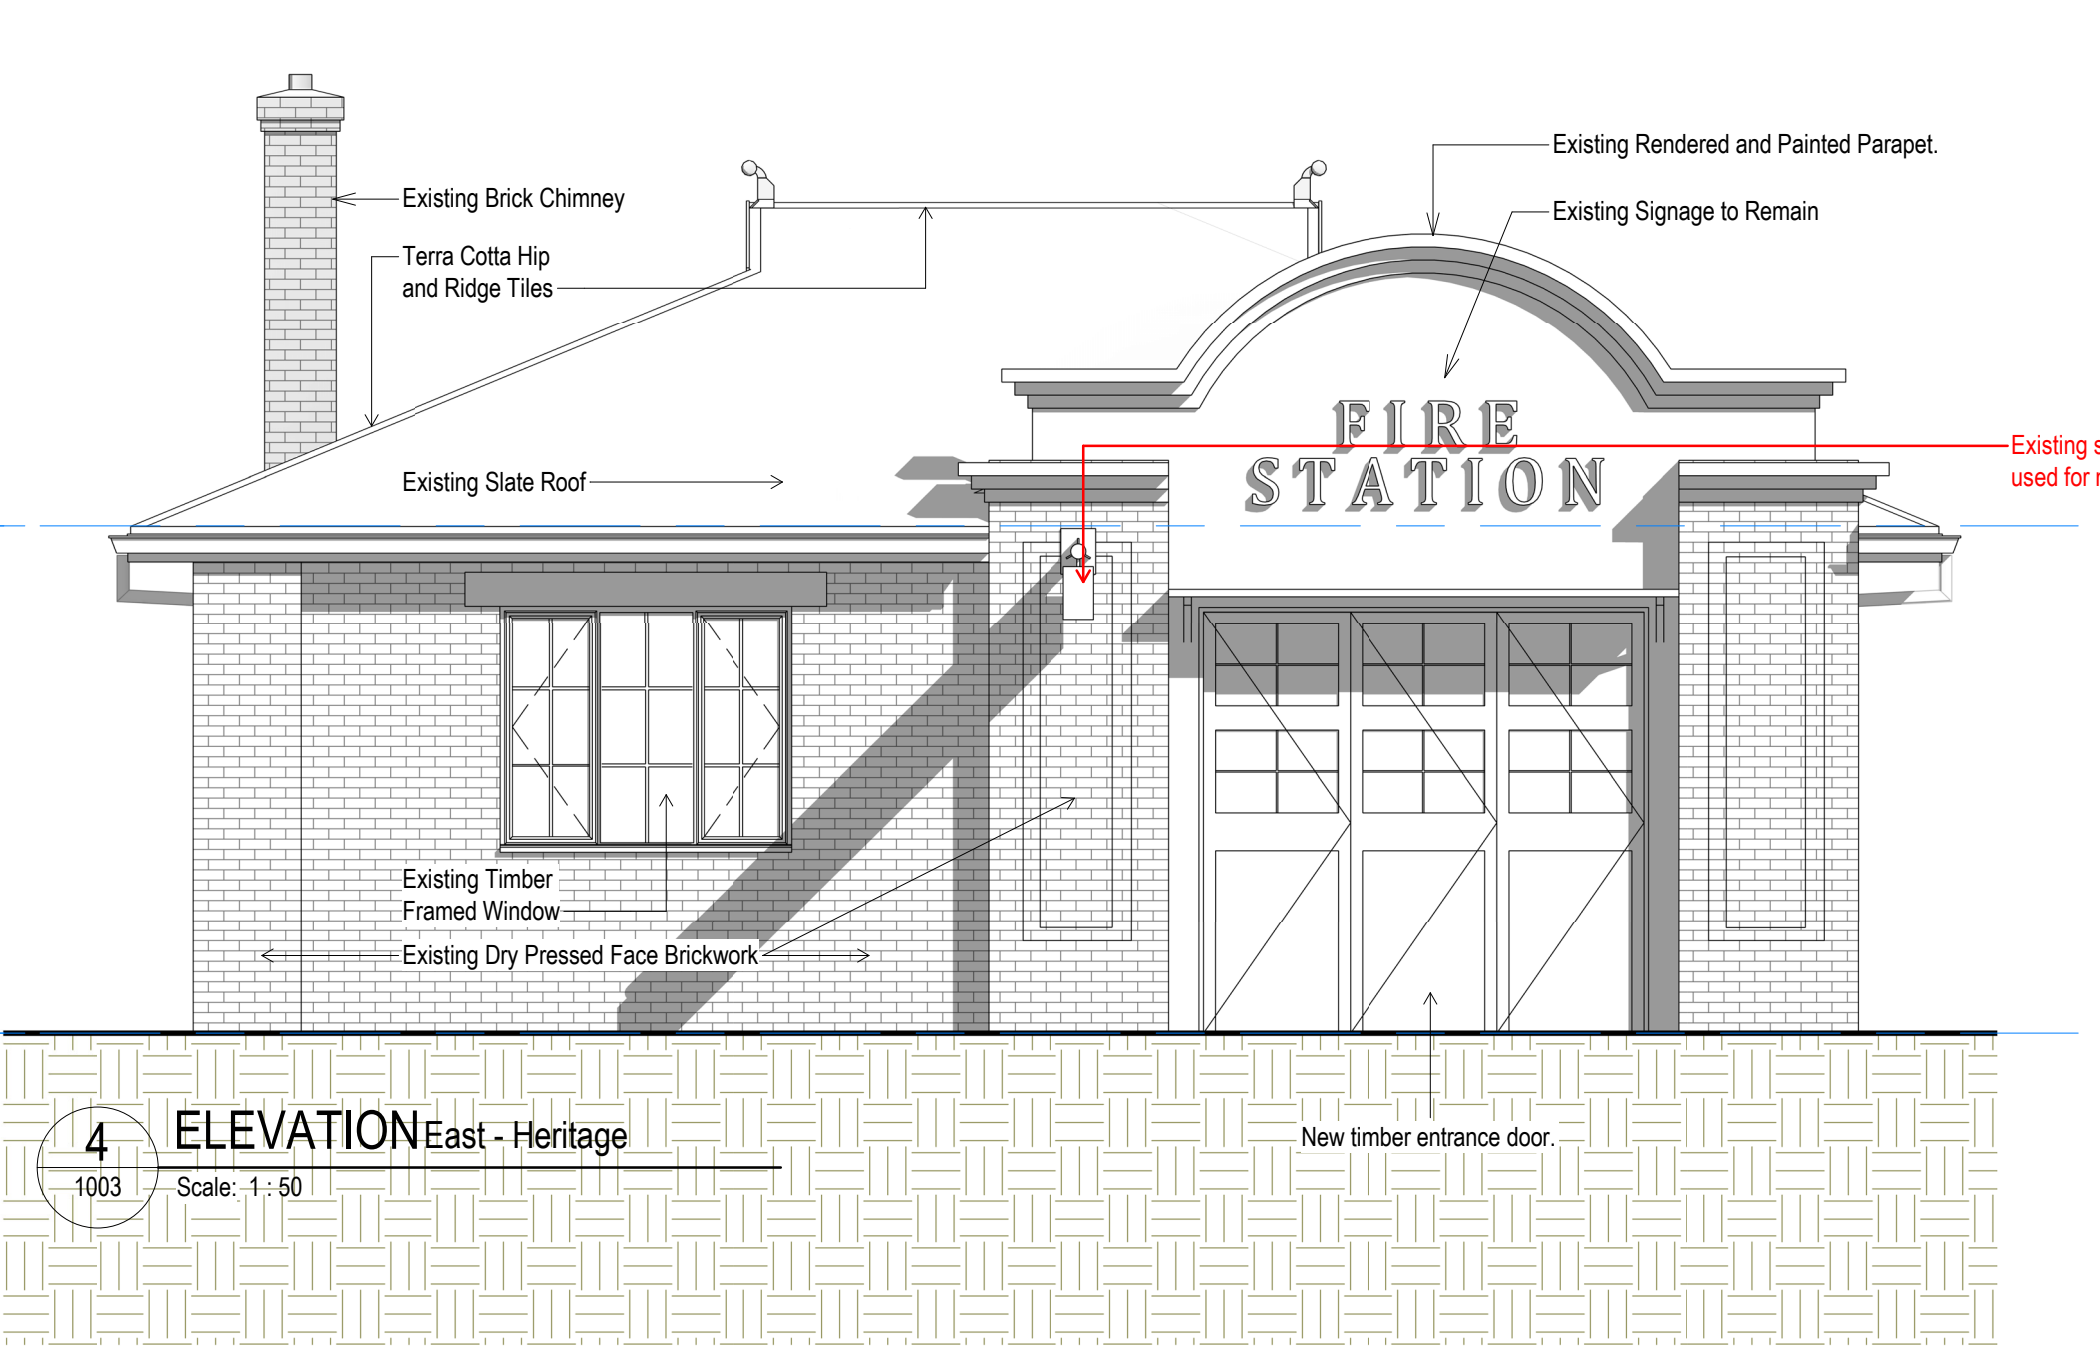 Existing Rendered and Painted Parapet.
Existing Brick Chimney
Existing Signage to Remain
Terra Cotta Hip
and Ridge Tiles
FIRE
STATION
Existing
used for
Existing Slate Roof
Existing Timber
Framed Window
Existing Dry Pressed Face Brickwork
New timber entrance door.
4
1003
ELEVATION East - Heritage
Scale: 1 : 50